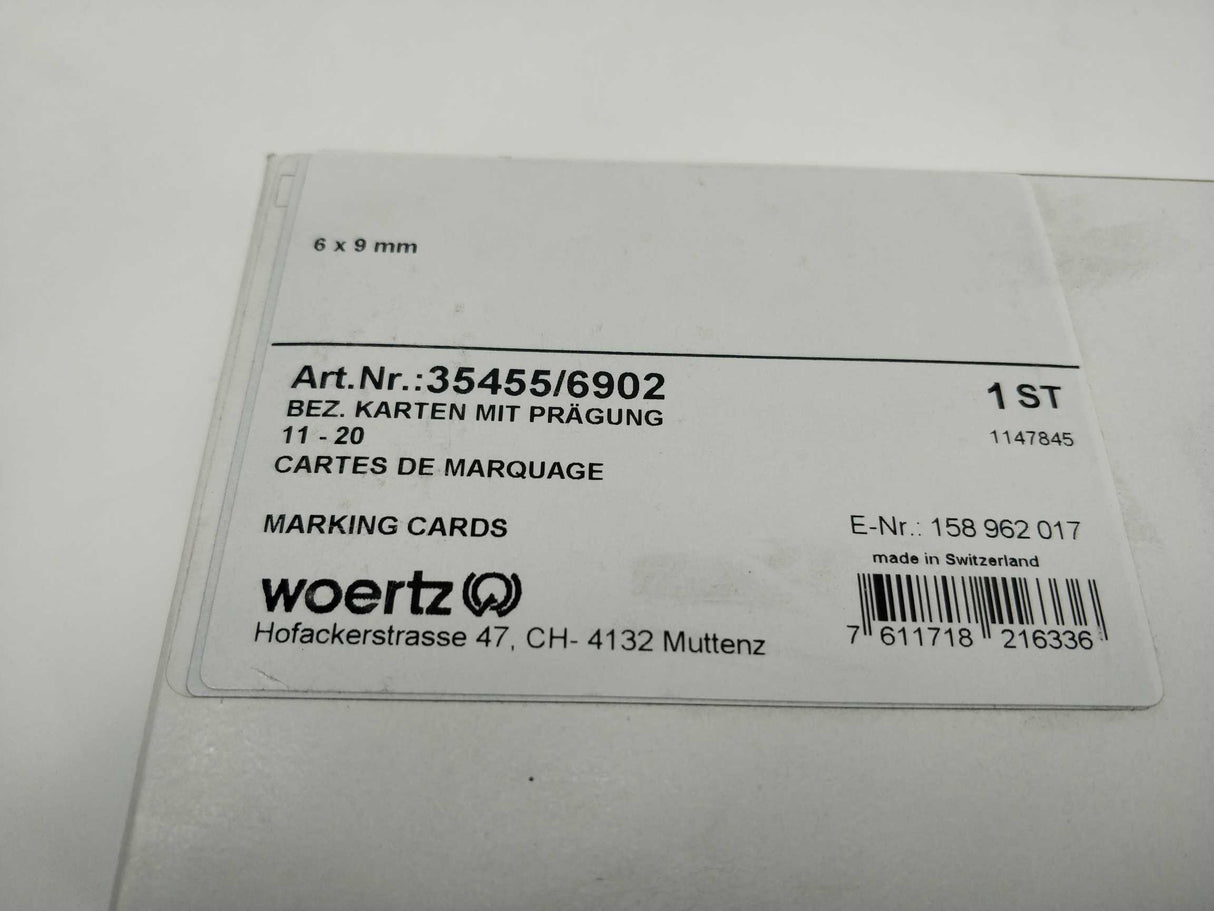 6 x 9 mm
Art.Nr.:35455/6902
1 ST
BEZ. KARTEN MIT PRÄGUNG
11 - 20
1147845
CARTES DE MARQUAGE
MARKING CARDS
E-Nr.: 158 962 017
made in Switzerland
woertz
Hofackerstrasse 47, CH- 4132 Muttenz
7 611718 216336